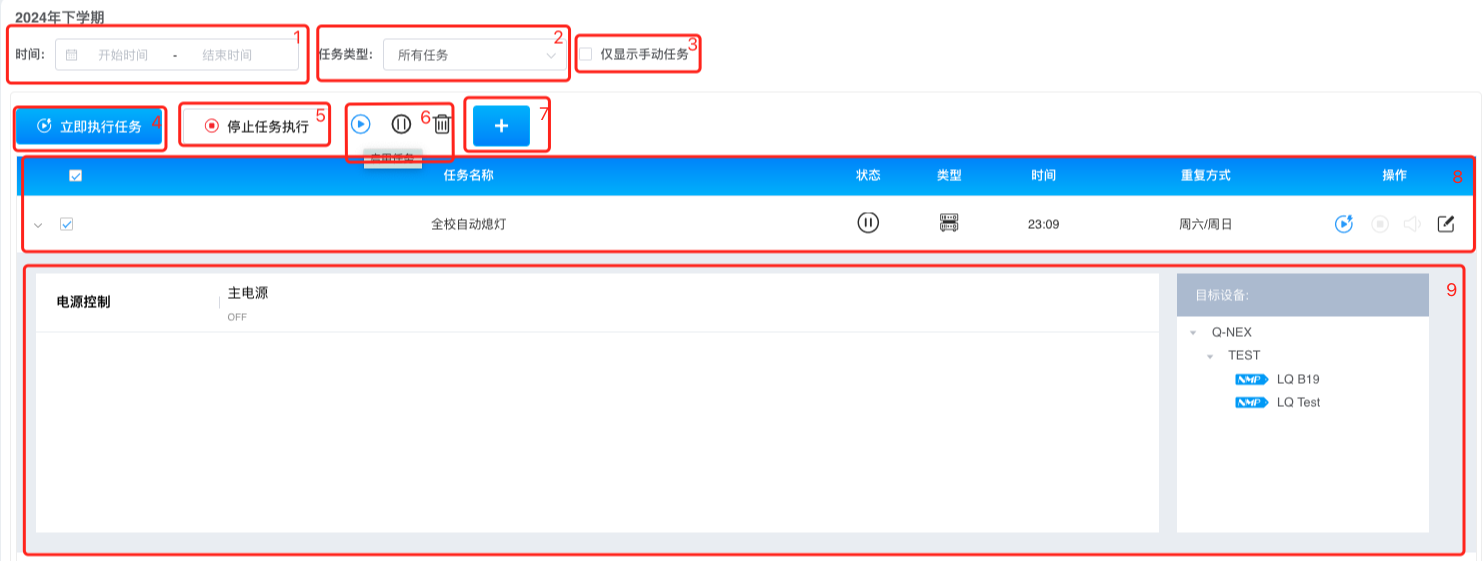 2024年下学期
时间: 开始时间 - 结束时间 1 任务类型: 所有任务 2 仅显示手动任务 3
立即执行任务 4 停止任务执行 5 6 7
任务名称 状态 类型 时间 重复方式 操作 8
全校自动熄灯 23:09 周六/周日
电源控制 主电源
OFF
目标设备: 9
Q-NEX
TEST
NMP LQ B19
NMP LQ Test